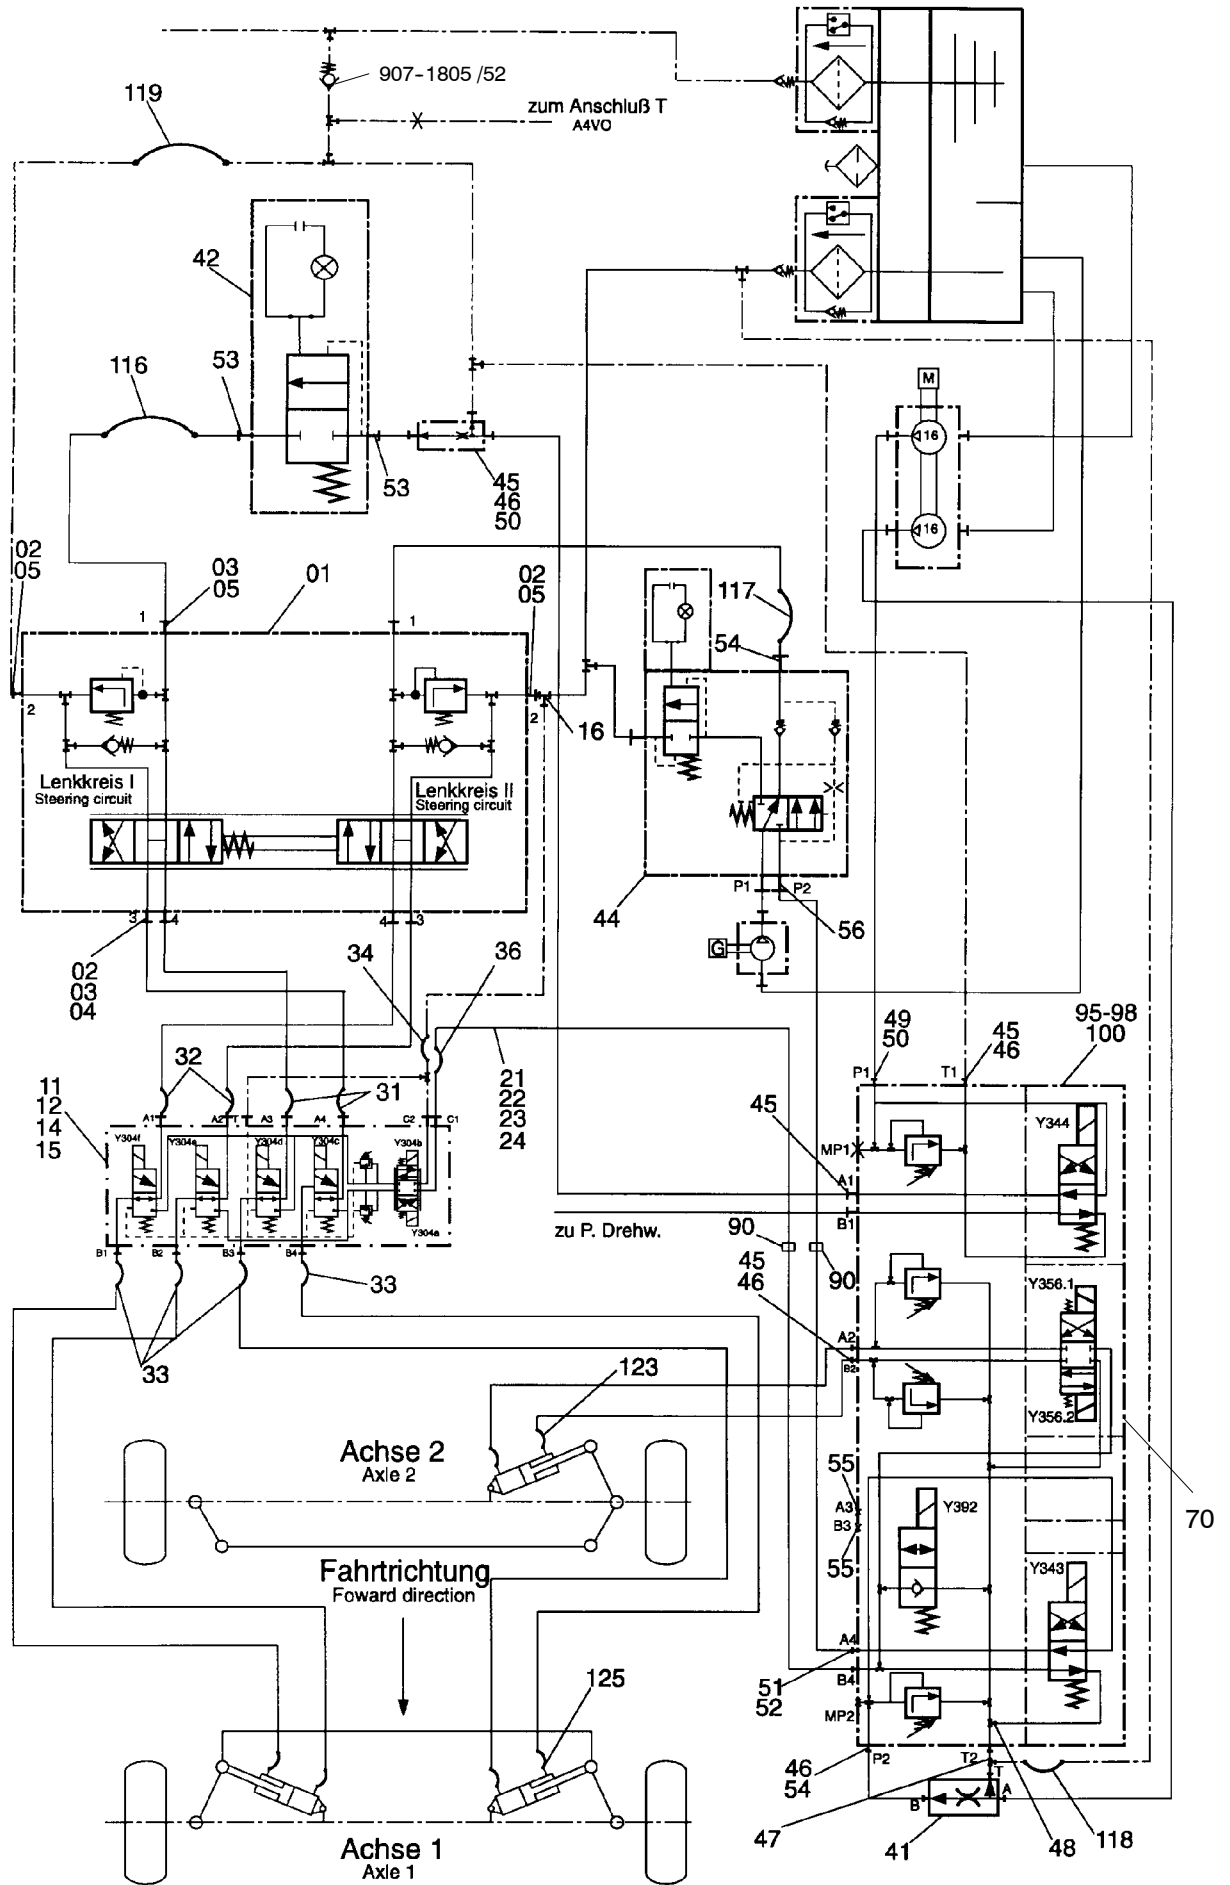 907-1805 /52
119
zum Anschluß T
A4VO
42
116
53
53
45
46
50
M
16
16
02
05
03
05
01
02
05
117
54
1
1
2
2
16
Lenkkreis I
Steering circuit
Lenkkreis II
Steering circuit
3
4
4
3
P1
P2
44
56
G
02
03
04
34
36
49
50
45
46
95-98
100
P1
T1
32
31
21
22
23
24
11
12
14
15
A1
A2
T
A3
A4
C2
C1
Y304f
Y304e
Y304d
Y304c
Y304b
Y304a
B1
B2
B3
B4
45
MP1
Y344
A1
B1
zu P. Drehw.
90
90
45
46
33
33
Y356.1
A2
B2
Y356.2
123
Achse 2
Axle 2
55
A3
B3
55
Y392
70
Fahrtrichtung
Foward direction
Y343
A4
B4
51
52
MP2
125
46
54
P2
T2
T
B
A
47
41
48
118
Achse 1
Axle 1